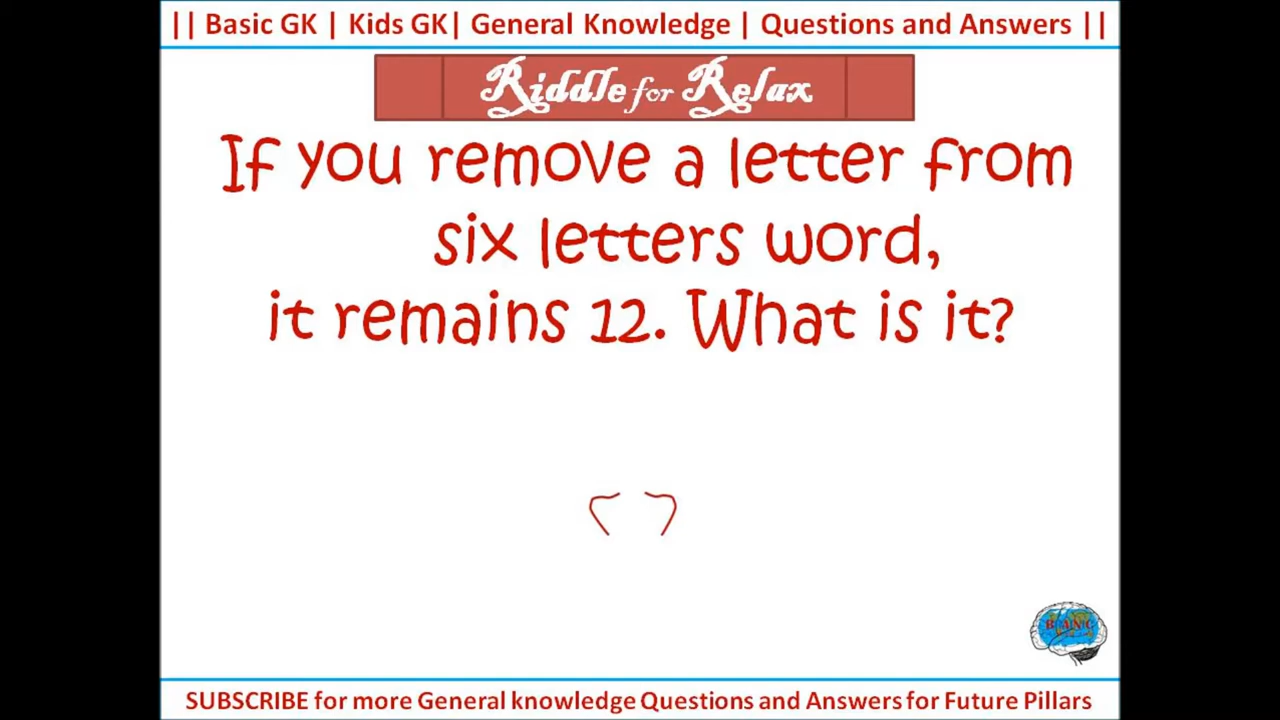 || Basic GK | Kids GK| General Knowledge | Questions and Answers ||
Riddle for Relax
If you remove a letter from
six letters word,
it remains 12. What is it?
SUBSCRIBE for more General knowledge Questions and Answers for Future Pillars